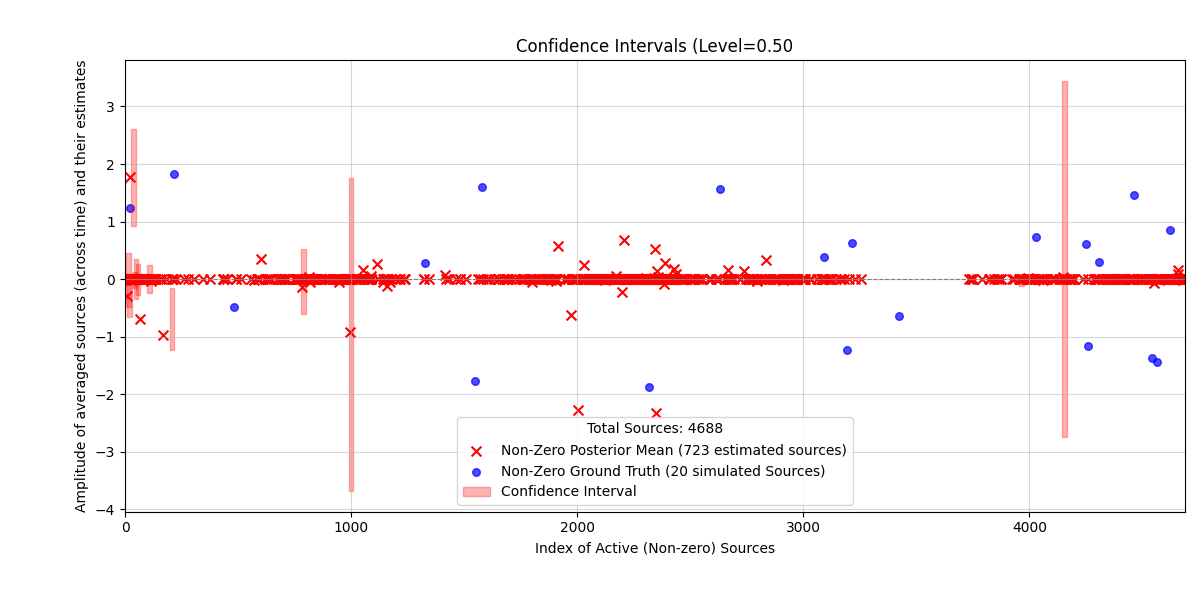 Confidence Intervals (Level=0.50
Amplitude of averaged sources (across time) and their estimates
3
2
1
0
−1
−2
−3
−4
Total Sources: 4688
Non-Zero Posterior Mean (723 estimated sources)
Non-Zero Ground Truth (20 simulated Sources)
Confidence Interval
0 1000 2000 3000 4000
Index of Active (Non-zero) Sources